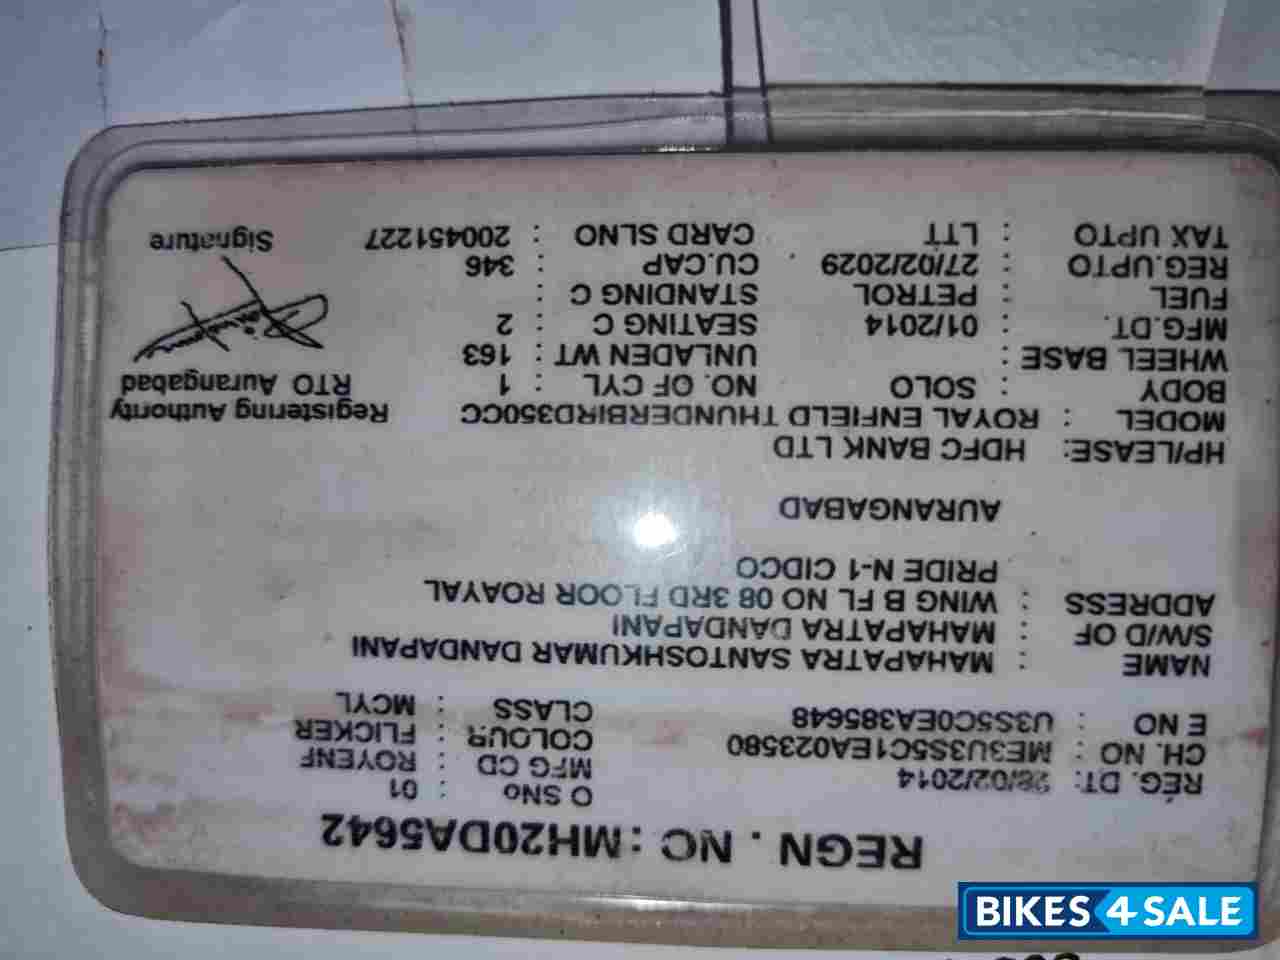 REGN . NO : MH20DA5642
REG. DT: 28/02/2014 O SNo : 01
CH. NO : ME3U3S5C1EA023580 MFG CD : ROYENF
E NO : U3S5C0EA385648 COLOUR : FLICKER
CLASS : MCYL
NAME : MAHAPATRA SANTOSHKUMAR DANDAPANI
S/W/D OF : MAHAPATRA DANDAPANI
ADDRESS : WING B FL NO 08 3RD FLOOR ROAYAL
PRIDE N-1 CIDCO
AURANGABAD
HP/LEASE: HDFC BANK LTD
MODEL : ROYAL ENFIELD THUNDERBIRD350CC
BODY : SOLO NO. OF CYL : 1
WHEEL BASE : UNLADEN WT : 163
MFG.DT. : 01/2014 SEATING C : 2
FUEL : PETROL STANDING C :
REG.UPTO : 27/02/2029 CU.CAP : 346
TAX UPTO : LTT CARD SLNO : 200451227
Registering Authority
RTO Aurangabad
Signature
BIKES4SALE